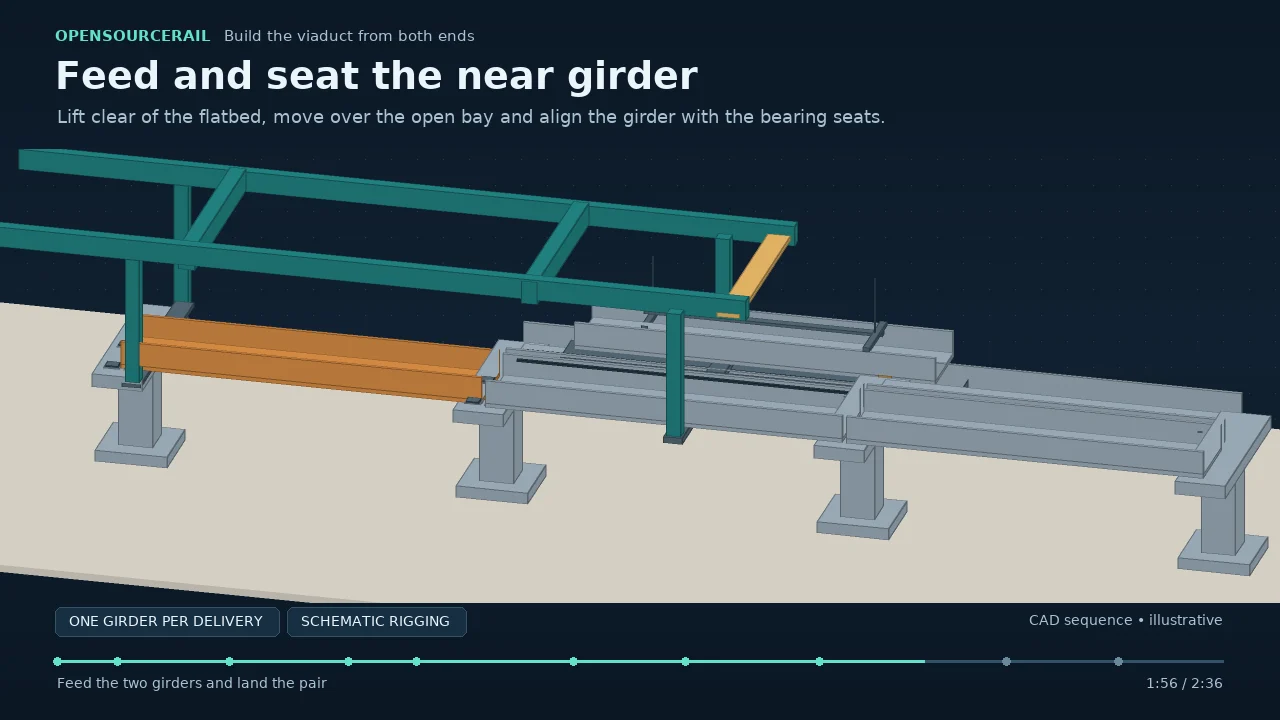 OPENSOURCERAIL Build the viaduct from both ends
Feed and seat the near girder
Lift clear of the flatbed, move over the open bay and align the girder with the bearing seats.
ONE GIRDER PER DELIVERY SCHEMATIC RIGGING CAD sequence • illustrative
Feed the two girders and land the pair 1:56 / 2:36